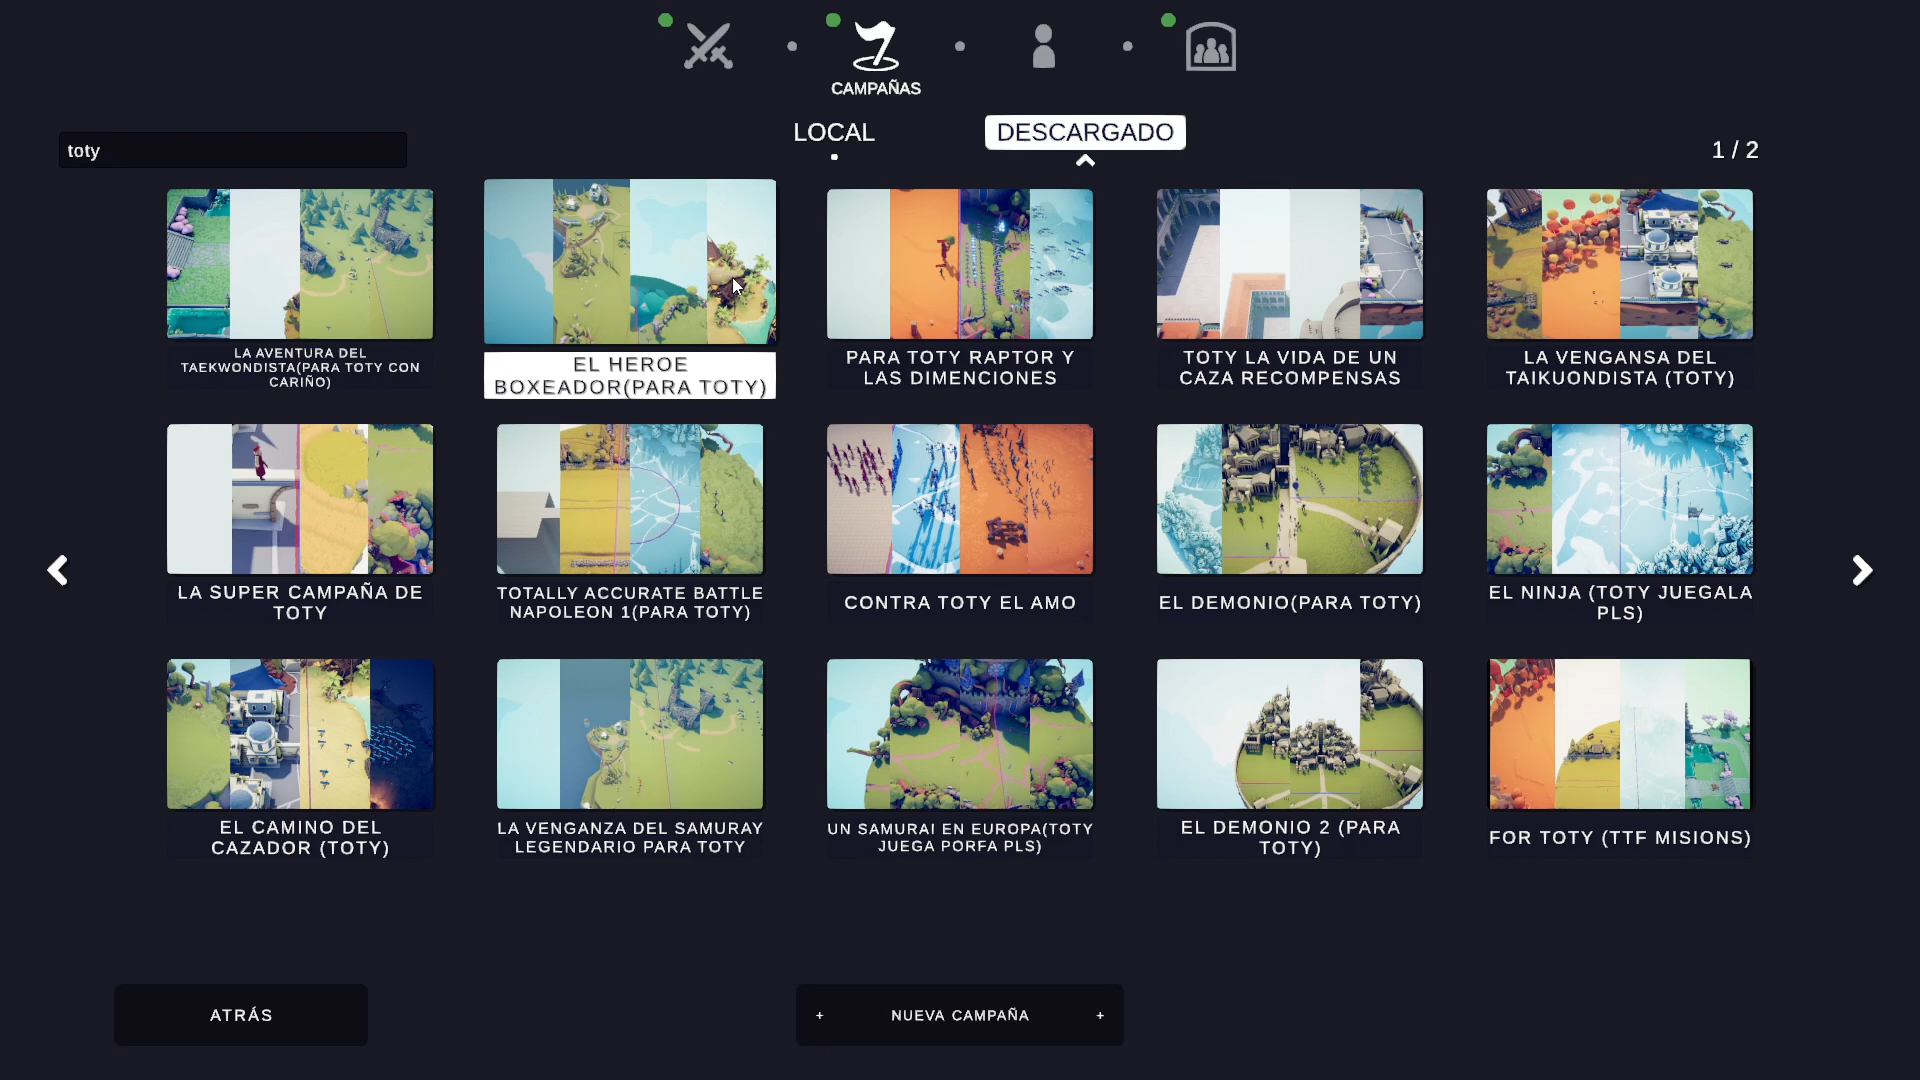 CAMPAÑAS
LOCAL
DESCARGADO
toty
1 / 2
LA AVENTURA DEL
TAEKWONDISTA(PARA TOTY CON
CARIÑO)
EL HEROE
BOXEADOR(PARA TOTY)
PARA TOTY RAPTOR Y
LAS DIMENCIONES
TOTY LA VIDA DE UN
CAZA RECOMPENSAS
LA VENGANSA DEL
TAIKUONDISTA (TOTY)
LA SUPER CAMPAÑA DE
TOTY
TOTALLY ACCURATE BATTLE
NAPOLEON 1(PARA TOTY)
CONTRA TOTY EL AMO
EL DEMONIO(PARA TOTY)
EL NINJA (TOTY JUEGALA
PLS)
EL CAMINO DEL
CAZADOR (TOTY)
LA VENGANZA DEL SAMURAY
LEGENDARIO PARA TOTY
UN SAMURAI EN EUROPA(TOTY
JUEGA PORFA PLS)
EL DEMONIO 2 (PARA
TOTY)
FOR TOTY (TTF MISIONS)
ATRÁS
+ NUEVA CAMPAÑA +